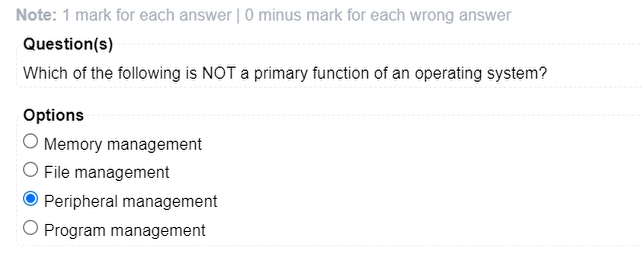 Note: 1 mark for each answer | 0 minus mark for each wrong answer
Question(s)
Which of the following is NOT a primary function of an operating system?
Options
Memory management
File management
Peripheral management
Program management